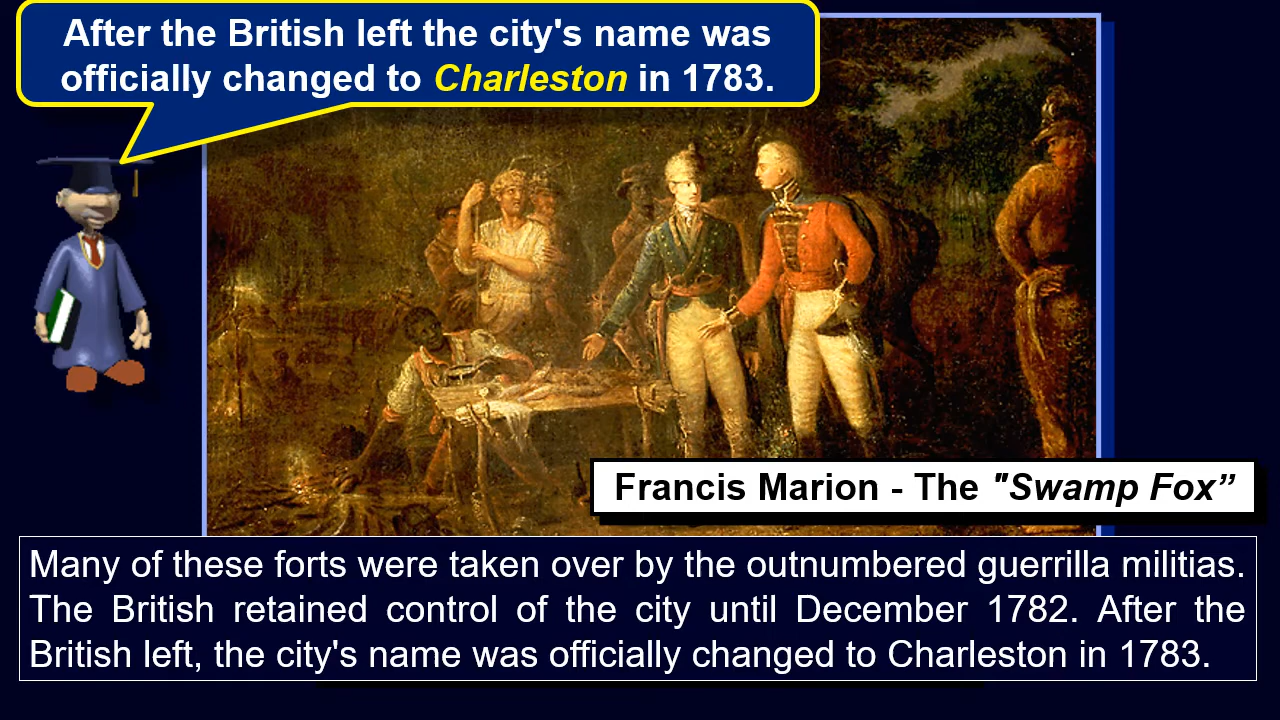 After the British left the city's name was
officially changed to Charleston in 1783.
Francis Marion - The "Swamp Fox”
Many of these forts were taken over by the outnumbered guerrilla militias.
The British retained control of the city until December 1782. After the
British left, the city's name was officially changed to Charleston in 1783.